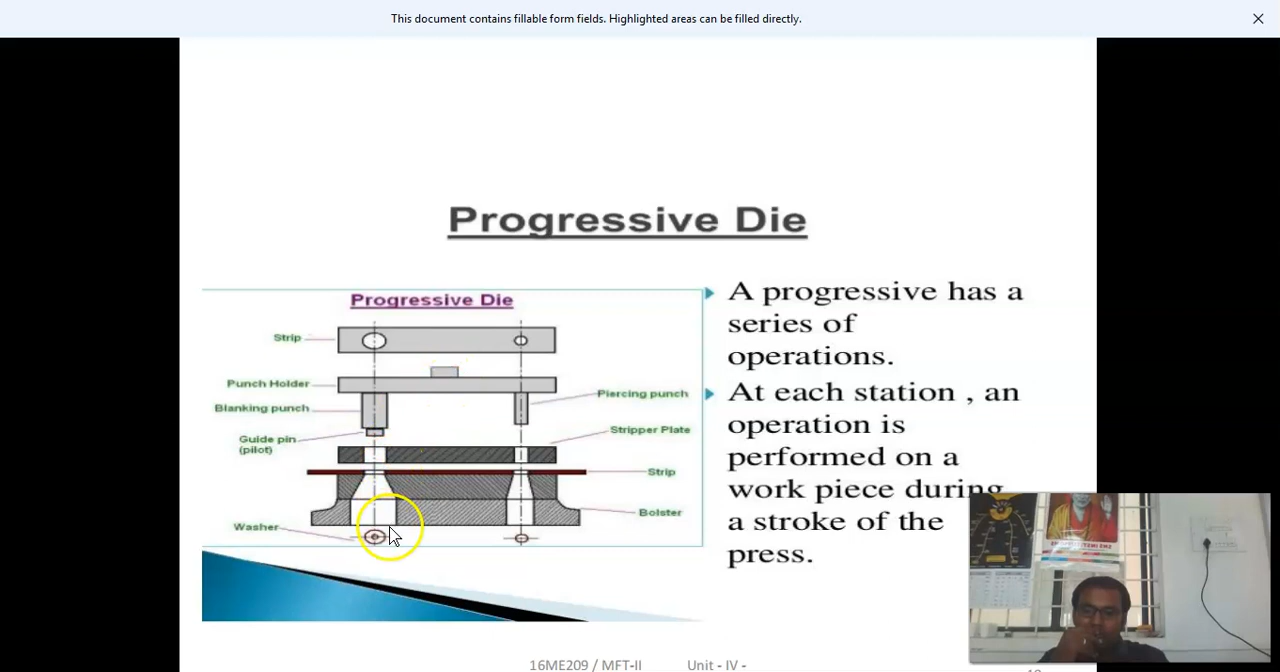 This document contains fillable form fields. Highlighted areas can be filled directly.
Progressive Die
Progressive Die
Strip
Punch Holder
Blanking punch
Guide pin
(pilot)
Washer
Piercing punch
Stripper Plate
Strip
Bolster
A progressive has a
series of
operations.
At each station , an
operation is
performed on a
work piece during
a stroke of the
press.
16ME209 / MFT-II
Unit - IV -